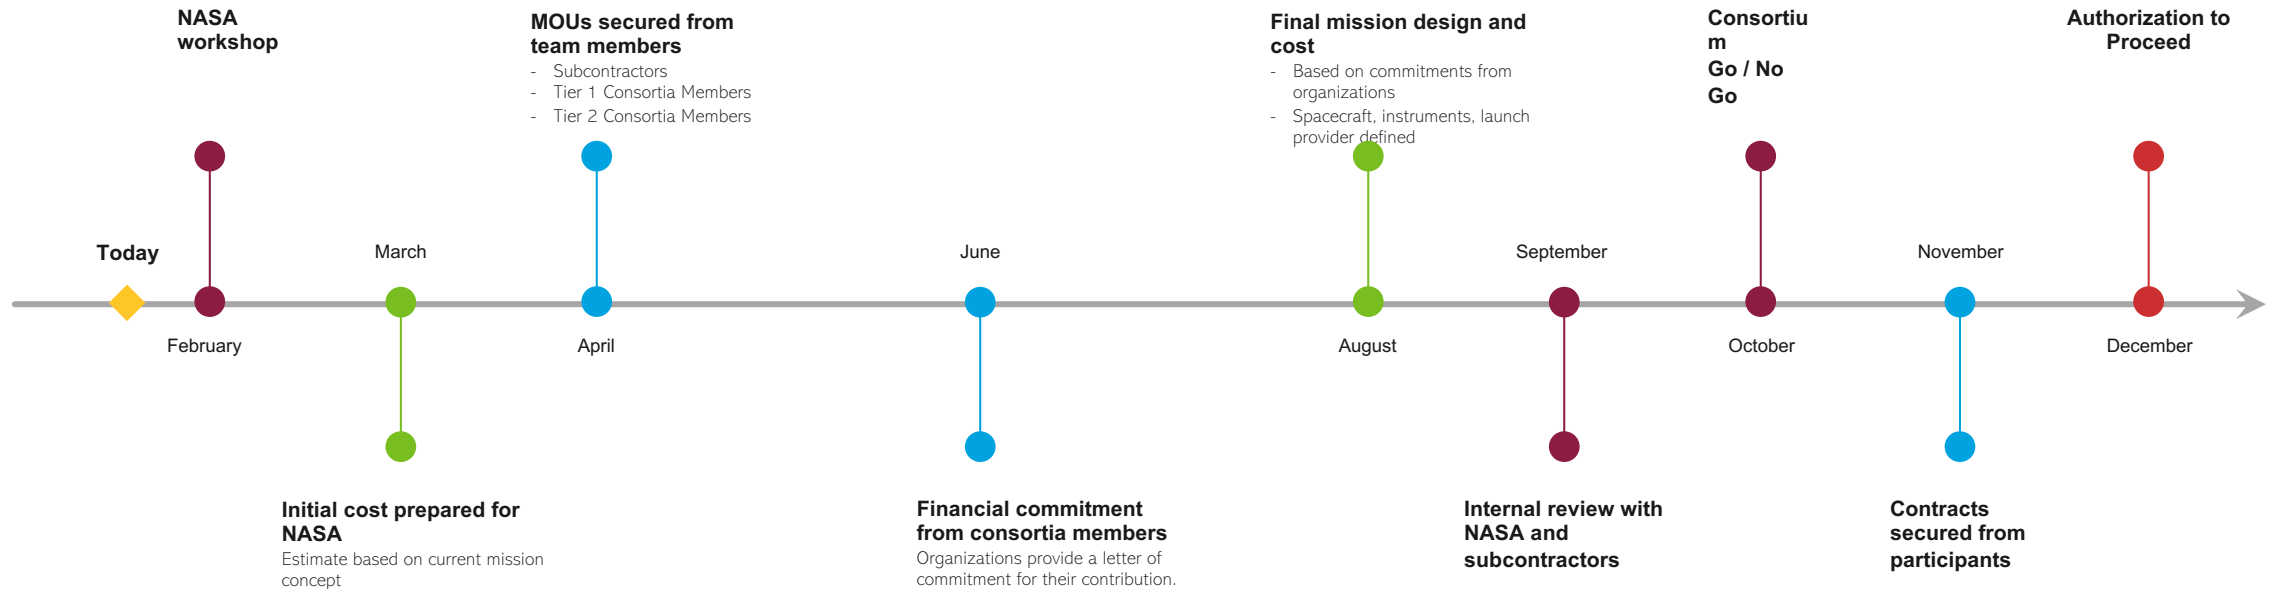 NASA
workshop
MOUs secured from
team members
- Subcontractors
- Tier 1 Consortia Members
- Tier 2 Consortia Members
Final mission design and
cost
- Based on commitments from
organizations
- Spacecraft, instruments, launch
provider defined
Consortiu
m
Go / No
Go
Authorization to
Proceed
Today
March
June
September
November
February
April
August
October
December
Initial cost prepared for
NASA
Estimate based on current mission
concept
Financial commitment
from consortia members
Organizations provide a letter of
commitment for their contribution.
Internal review with
NASA and
subcontractors
Contracts
secured from
participants